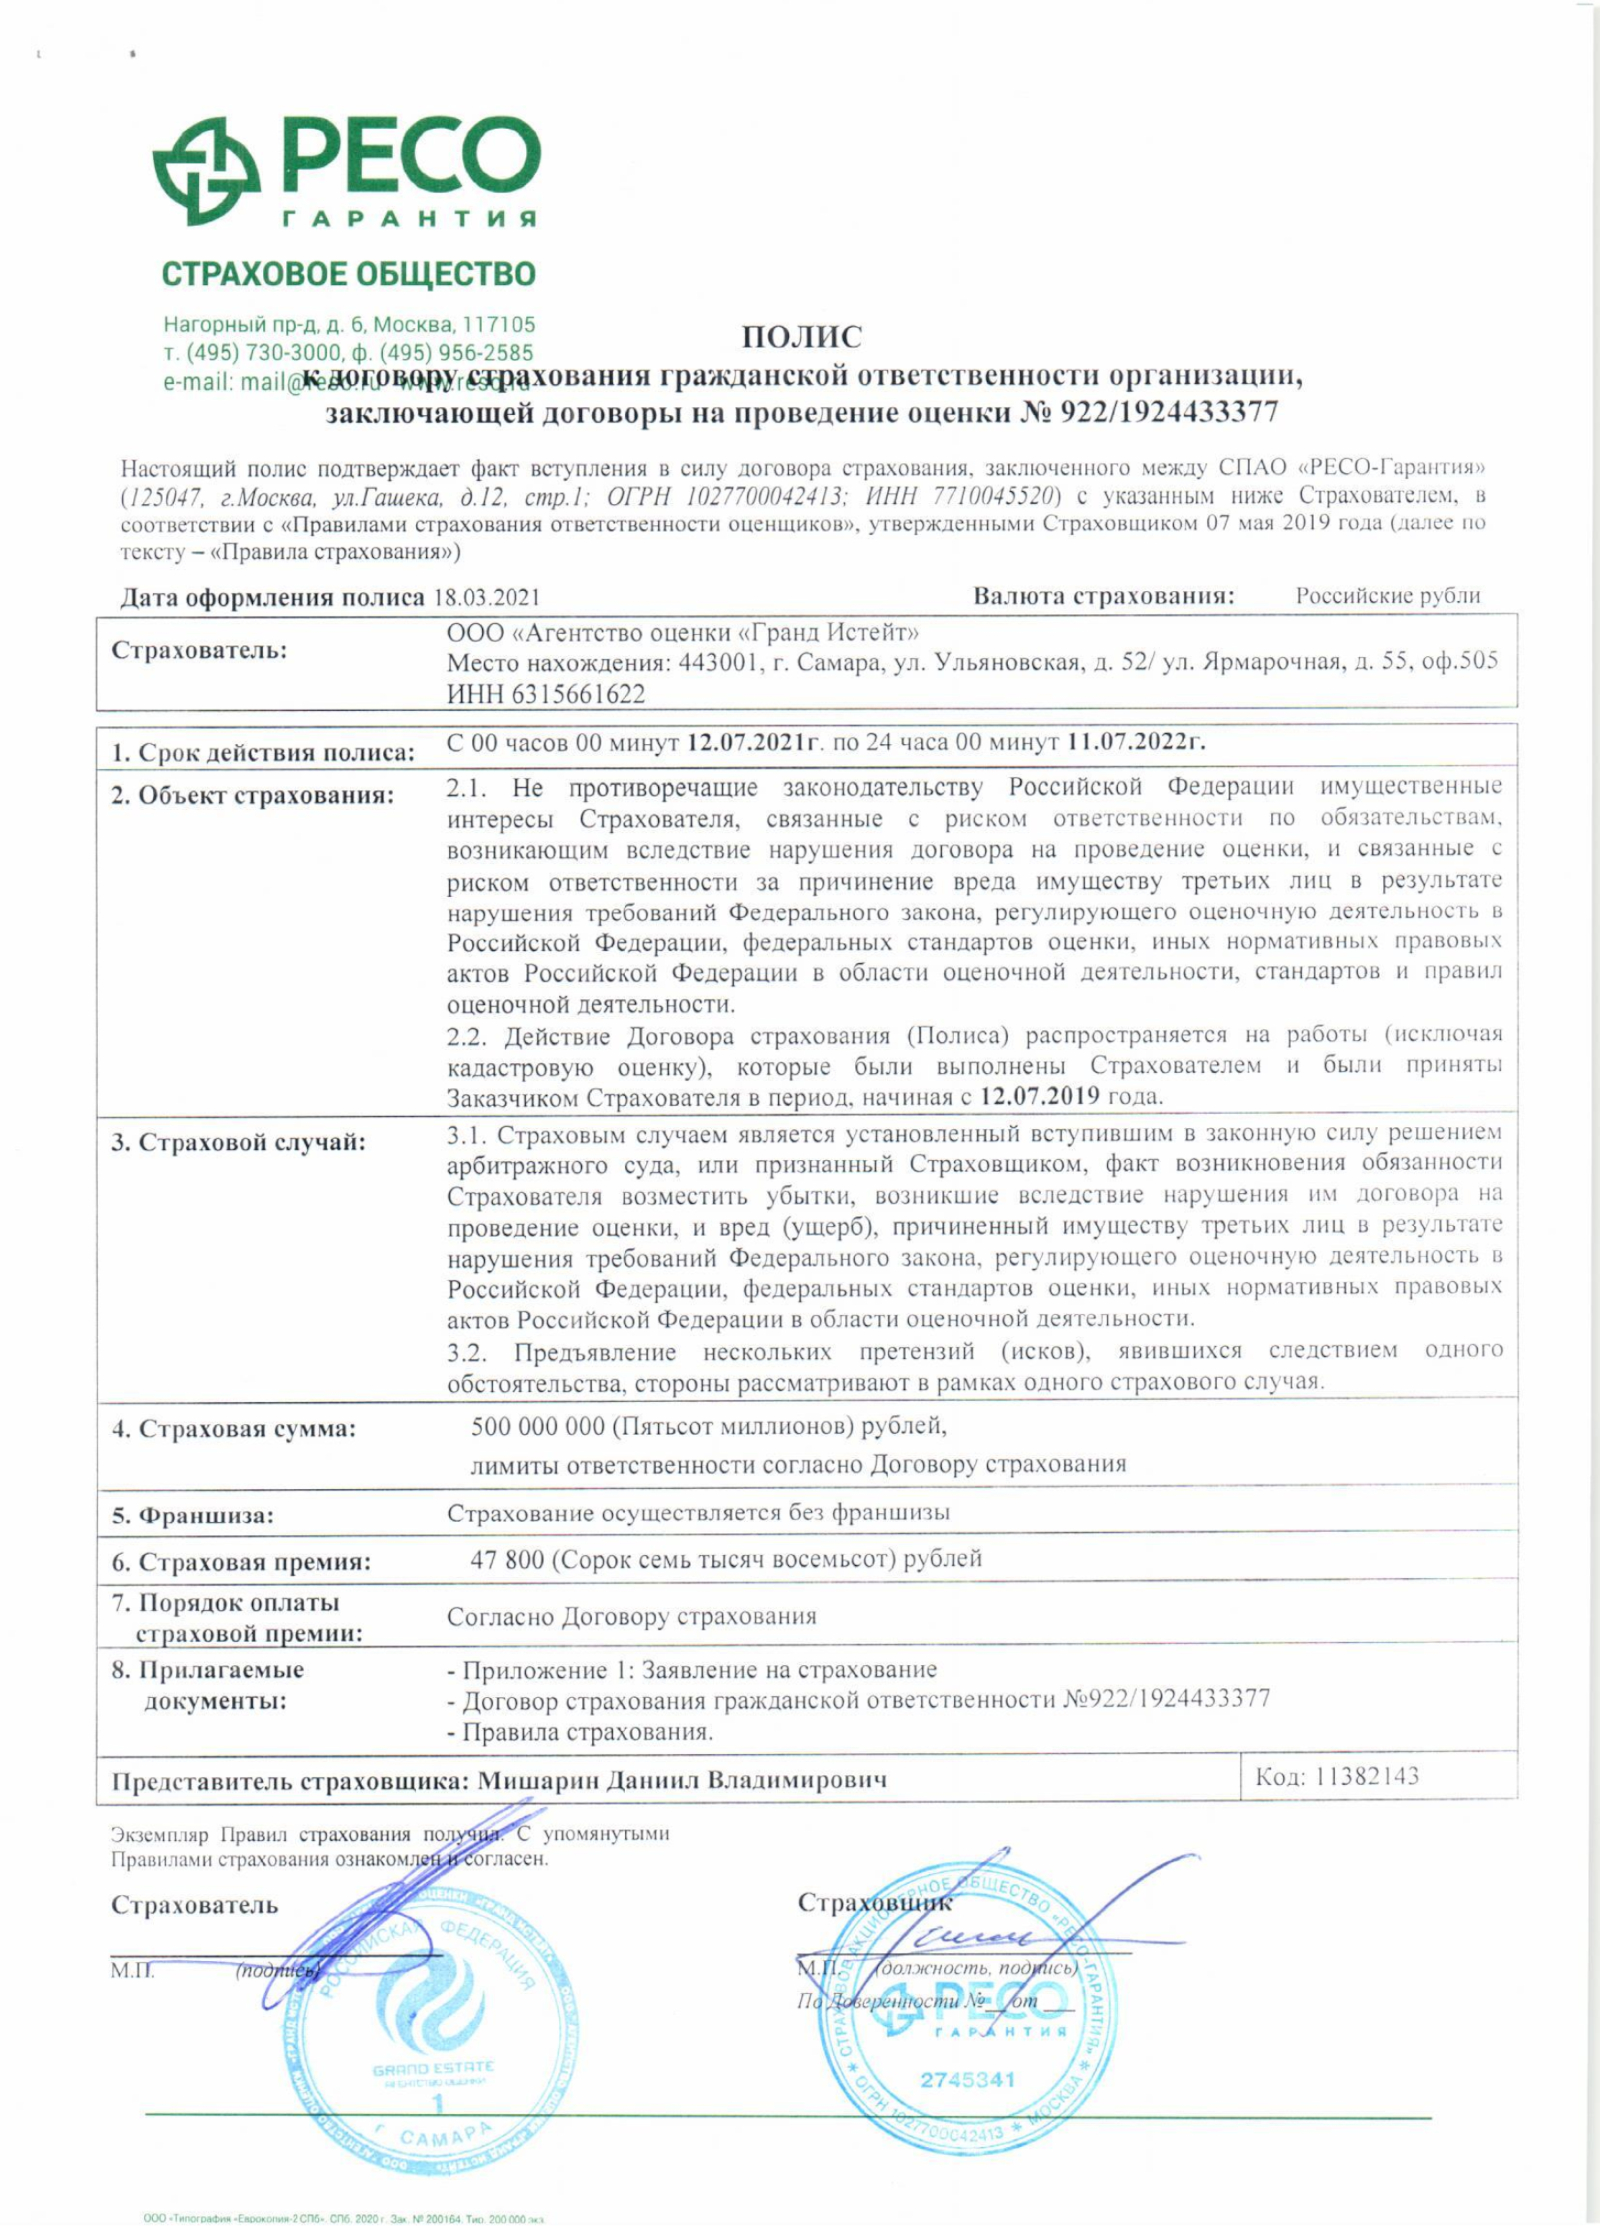 РЕСО
ГАРАНТИЯ
СТРАХОВОЕ ОБЩЕСТВО
Нагорный пр-д, д. 6, Москва, 117105
т. (495) 730-3000, ф. (495) 956-2585
e-mail: mail@reso.ru www.reso.ru
ПОЛИС
к договору страхования гражданской ответственности организации,
заключающей договоры на проведение оценки № 922/1924433377
Настоящий полис подтверждает факт вступления в силу договора страхования, заключенного между СПАО «РЕСО-Гарантия»
(125047, г.Москва, ул.Гашека, д.12, стр.1; ОГРН 1027700042413; ИНН 7710045520) с указанным ниже Страхователем, в
соответствии с «Правилами страхования ответственности оценщиков», утвержденными Страховщиком 07 мая 2019 года (далее по
тексту – «Правила страхования»)
Дата оформления полиса 18.03.2021 Валюта страхования: Российские рубли
Страхователь:
ООО «Агентство оценки «Гранд Истейт»
Место нахождения: 443001, г. Самара, ул. Ульяновская, д. 52/ ул. Ярмарочная, д. 55, оф.505
ИНН 6315661622
1. Срок действия полиса: С 00 часов 00 минут 12.07.2021г. по 24 часа 00 минут 11.07.2022г.
2. Объект страхования:
2.1. Не противоречащие законодательству Российской Федерации имущественные
интересы Страхователя, связанные с риском ответственности по обязательствам,
возникающим вследствие нарушения договора на проведение оценки, и связанные с
риском ответственности за причинение вреда имуществу третьих лиц в результате
нарушения требований Федерального закона, регулирующего оценочную деятельность в
Российской Федерации, федеральных стандартов оценки, иных нормативных правовых
актов Российской Федерации в области оценочной деятельности, стандартов и правил
оценочной деятельности.
2.2. Действие Договора страхования (Полиса) распространяется на работы (исключая
кадастровую оценку), которые были выполнены Страхователем и были приняты
Заказчиком Страхователя в период, начиная с 12.07.2019 года.
3. Страховой случай:
3.1. Страховым случаем является установленный вступившим в законную силу решением
арбитражного суда, или признанный Страховщиком, факт возникновения обязанности
Страхователя возместить убытки, возникшие вследствие нарушения им договора на
проведение оценки, и вред (ущерб), причиненный имуществу третьих лиц в результате
нарушения требований Федерального закона, регулирующего оценочную деятельность в
Российской Федерации, федеральных стандартов оценки, иных нормативных правовых
актов Российской Федерации в области оценочной деятельности.
3.2. Предъявление нескольких претензий (исков), явившихся следствием одного
обстоятельства, стороны рассматривают в рамках одного страхового случая.
4. Страховая сумма: 500 000 000 (Пятьсот миллионов) рублей,
лимиты ответственности согласно Договору страхования
5. Франшиза: Страхование осуществляется без франшизы
6. Страховая премия: 47 800 (Сорок семь тысяч восемьсот) рублей
7. Порядок оплаты
страховой премии:
Согласно Договору страхования
8. Прилагаемые
документы:
- Приложение 1: Заявление на страхование
- Договор страхования гражданской ответственности №922/1924433377
- Правила страхования.
Представитель страховщика: Мишарин Даниил Владимирович Код: 11382143
Экземпляр Правил страхования получил. С упомянутыми
Правилами страхования ознакомлен и согласен.
Страхователь
М.П. (подпись)
Страховщик
М.П. (должность, подпись)
По Доверенности №__ от ___
РОССИЙСКАЯ ФЕДЕРАЦИЯ
GRAND ESTATE
АГЕНТСТВО ОЦЕНКИ
1
г САМАРА
СТРАХОВОЕ АКЦИОНЕРНОЕ ОБЩЕСТВО «РЕСО-ГАРАНТИЯ»
РЕСО
ГАРАНТИЯ
2745341
* ОГРН 1027700042413 * МОСКВА *
ООО «Типография «Еврокопия-2 СПб». СПб. 2020 г. Зак. № 200164. Тир. 200 000 экз.